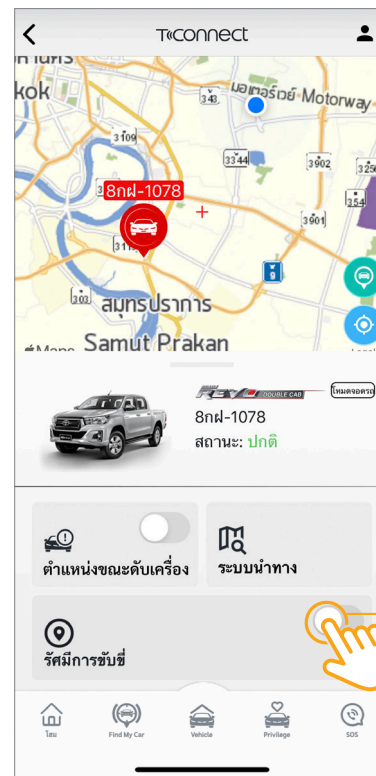 T-CONNECT
kok
343
มอเตอร์เวย์ Motorway
3109
3344
3902
354
8กฝ-1078
3901
9
303
สมุทรปราการ
Samut Prakan
Maps
REVO DOUBLE CAB
โหมดจอดรถ
8กฝ-1078
สถานะ: ปกติ
ตำแหน่งขณะดับเครื่อง
ระบบนำทาง
รัศมีการขับขี่
โฮม
Find My Car
Vehicle
Privilege
SOS